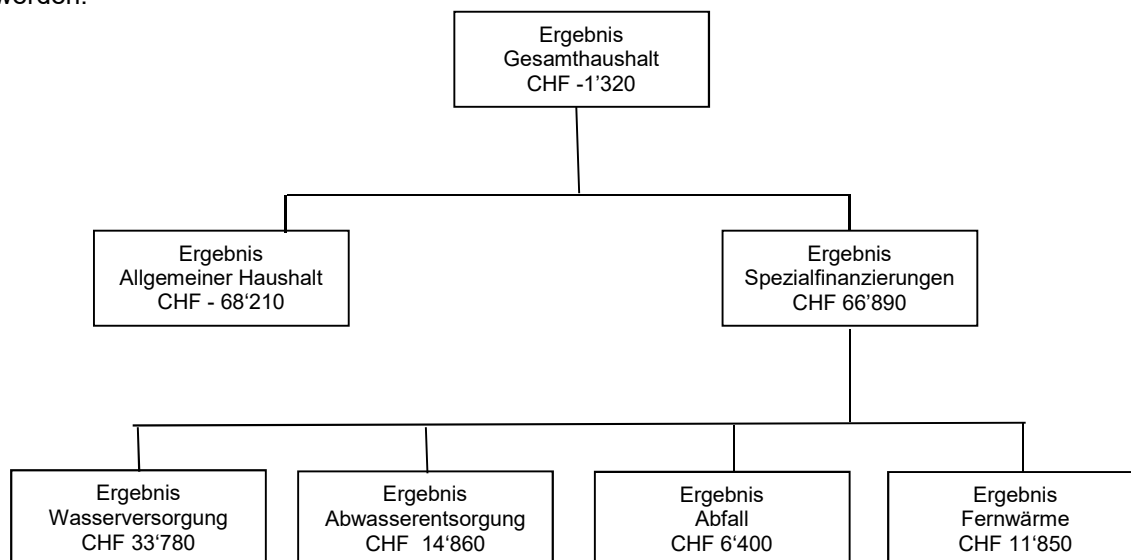 werden.
Ergebnis
Gesamthaushalt
CHF -1’320
Ergebnis
Allgemeiner Haushalt
CHF - 68‘210
Ergebnis
Spezialfinanzierungen
CHF 66’890
Ergebnis
Wasserversorgung
CHF 33‘780
Ergebnis
Abwasserentsorgung
CHF  14‘860
Ergebnis
Abfall
CHF 6‘400
Ergebnis
Fernwärme
CHF 11‘850